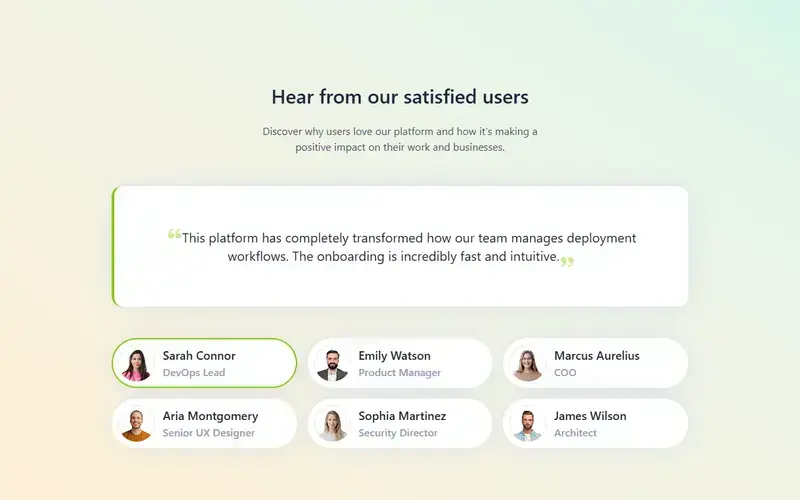 Hear from our satisfied users
Discover why users love our platform and how it's making a
positive impact on their work and businesses.
“This platform has completely transformed how our team manages deployment
workflows. The onboarding is incredibly fast and intuitive.”
Sarah Connor
DevOps Lead
Emily Watson
Product Manager
Marcus Aurelius
COO
Aria Montgomery
Senior UX Designer
Sophia Martinez
Security Director
James Wilson
Architect